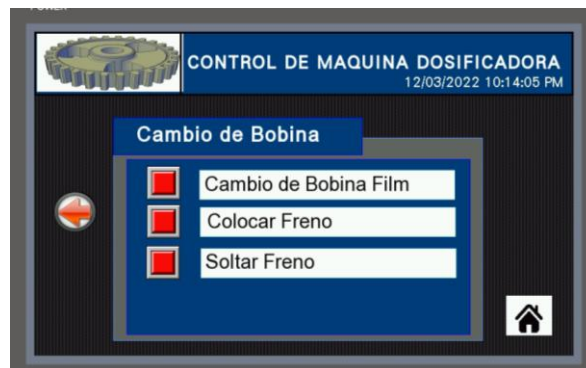 POWER
CONTROL DE MAQUINA DOSIFICADORA
12/03/2022 10:14:05 PM
Cambio de Bobina
Cambio de Bobina Film
Colocar Freno
Soltar Freno